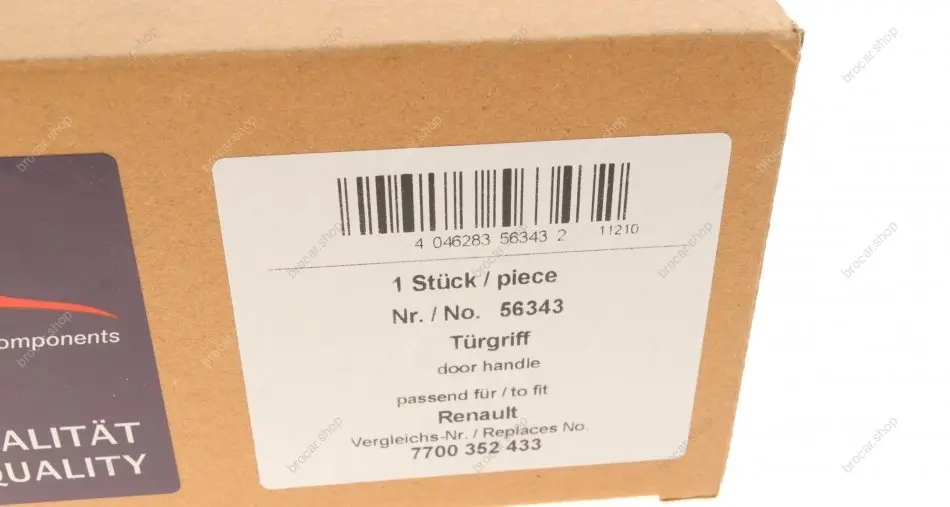 4 046283 56343 2 11210
1 Stück / piece
Nr. / No. 56343
Türgriff
door handle
passend für / to fit
Renault
Vergleichs-Nr. / Replaces No.
7700 352 433
omponents
ALITÄT
QUALITY
brocar.shop